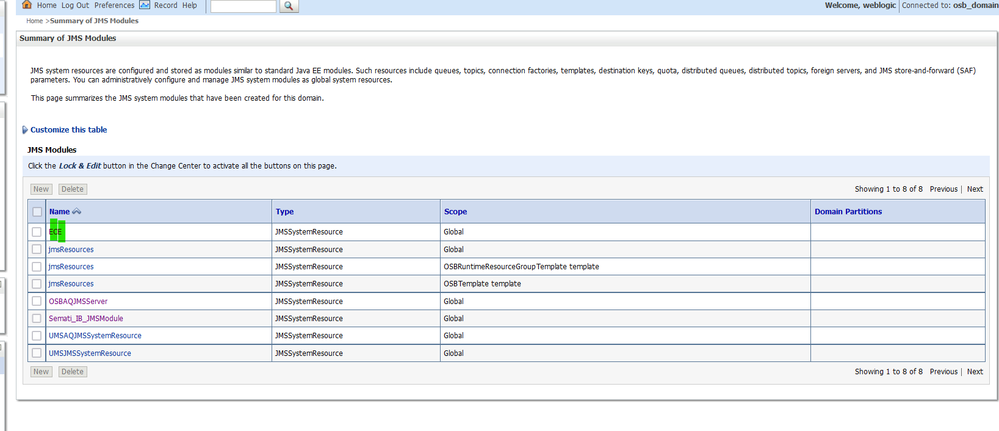 Home Log Out Preferences Record Help
Welcome, weblogic Connected to: osb_domain
Home >Summary of JMS Modules
Summary of JMS Modules
JMS system resources are configured and stored as modules similar to standard Java EE modules. Such resources include queues, topics, connection factories, templates, destination keys, quota, distributed queues, distributed topics, foreign servers, and JMS store-and-forward (SAF)
parameters. You can administratively configure and manage JMS system modules as global system resources.
This page summarizes the JMS system modules that have been created for this domain.
Customize this table
JMS Modules
Click the Lock & Edit button in the Change Center to activate all the buttons on this page.
New Delete Showing 1 to 8 of 8 Previous | Next
Name Type Scope Domain Partitions
ECE JMSSystemResource Global
jmsResources JMSSystemResource Global
jmsResources JMSSystemResource OSBRuntimeResourceGroupTemplate template
jmsResources JMSSystemResource OSBTemplate template
OSBAQJMSServer JMSSystemResource Global
Semati_IB_JMSModule JMSSystemResource Global
UMSAQJMSSystemResource JMSSystemResource Global
UMSJMSSystemResource JMSSystemResource Global
New Delete Showing 1 to 8 of 8 Previous | Next